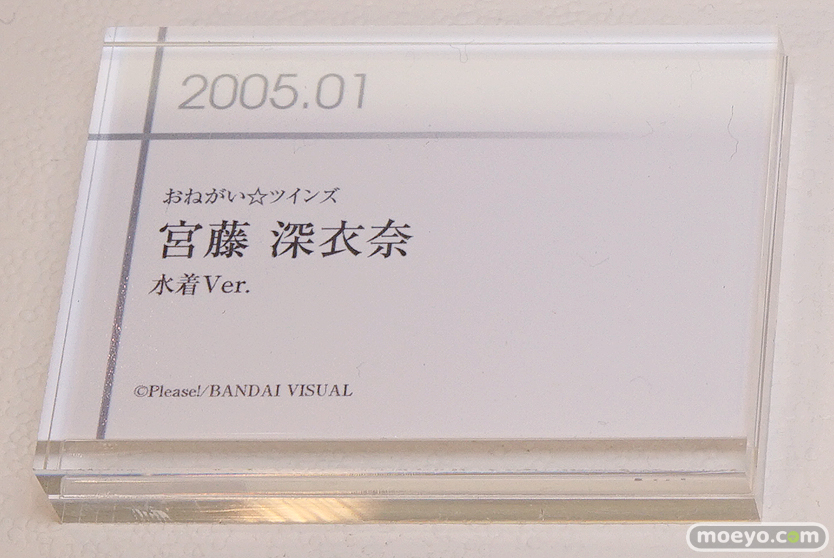 2005.01
おねがい☆ツインズ
宮藤 深衣奈
水着Ver.
©Please!/BANDAI VISUAL
moeyo.com